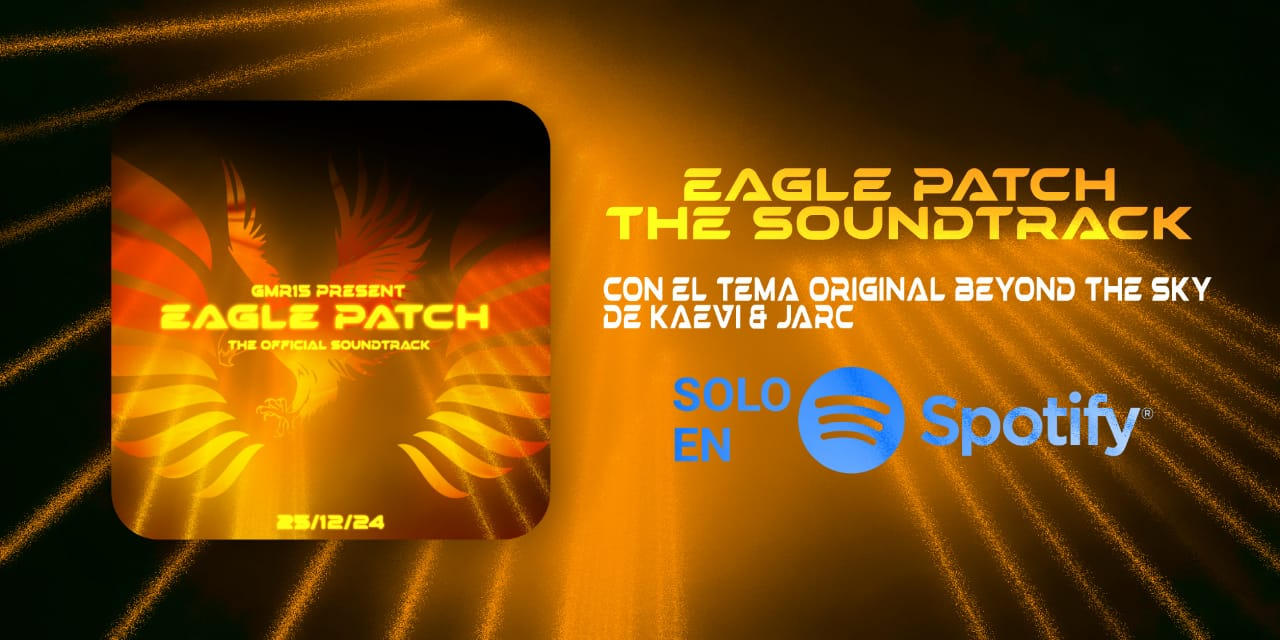 GMR15 PRESENT
EAGLE PATCH
THE OFFICIAL SOUNDTRACK
25/12/24
EAGLE PATCH
THE SOUNDTRACK
CON EL TEMA ORIGINAL BEYOND THE SKY
DE KAEVI & JARC
SOLO
EN
Spotify®